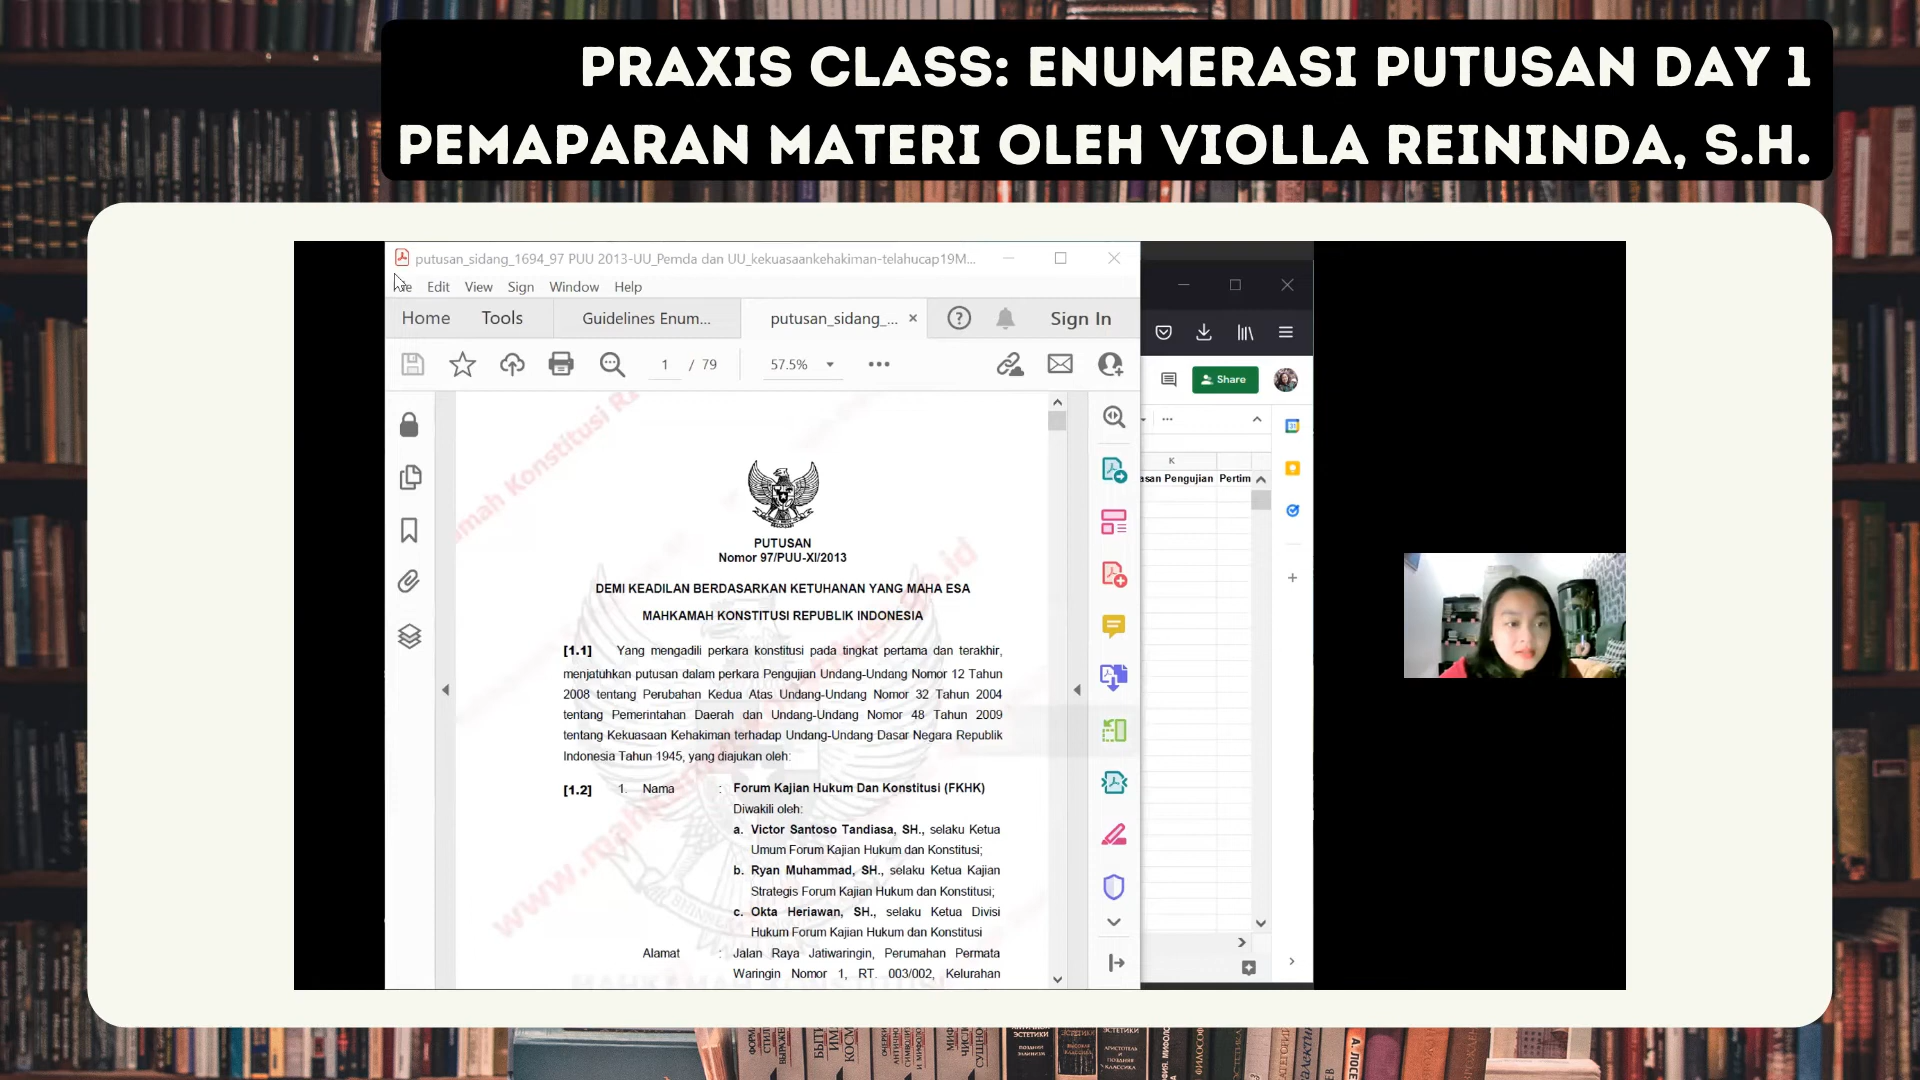 PRAXIS CLASS: ENUMERASI PUTUSAN DAY 1
PEMAPARAN MATERI OLEH VIOLLA REININDA, S.H.
putusan_sidang_1694_97 PUU 2013-UU_Pemda dan UU_kekuasaankehakiman-telahucap19M...
Edit View Sign Window Help
Home Tools Guidelines Enum... putusan_sidang_... Sign In
1 / 79 57.5%
Share
K
asan Pengujian Pertim
PUTUSAN
Nomor 97/PUU-XI/2013
DEMI KEADILAN BERDASARKAN KETUHANAN YANG MAHA ESA
MAHKAMAH KONSTITUSI REPUBLIK INDONESIA
[1.1] Yang mengadili perkara konstitusi pada tingkat pertama dan terakhir,
menjatuhkan putusan dalam perkara Pengujian Undang-Undang Nomor 12 Tahun
2008 tentang Perubahan Kedua Atas Undang-Undang Nomor 32 Tahun 2004
tentang Pemerintahan Daerah dan Undang-Undang Nomor 48 Tahun 2009
tentang Kekuasaan Kehakiman terhadap Undang-Undang Dasar Negara Republik
Indonesia Tahun 1945, yang diajukan oleh:
[1.2] 1. Nama : Forum Kajian Hukum Dan Konstitusi (FKHK)
Diwakili oleh:
a. Victor Santoso Tandiasa, SH., selaku Ketua
Umum Forum Kajian Hukum dan Konstitusi;
b. Ryan Muhammad, SH., selaku Ketua Kajian
Strategis Forum Kajian Hukum dan Konstitusi;
c. Okta Heriawan, SH., selaku Ketua Divisi
Hukum Forum Kajian Hukum dan Konstitusi
Alamat : Jalan Raya Jatiwaringin, Perumahan Permata
Waringin Nomor 1, RT. 003/002, Kelurahan